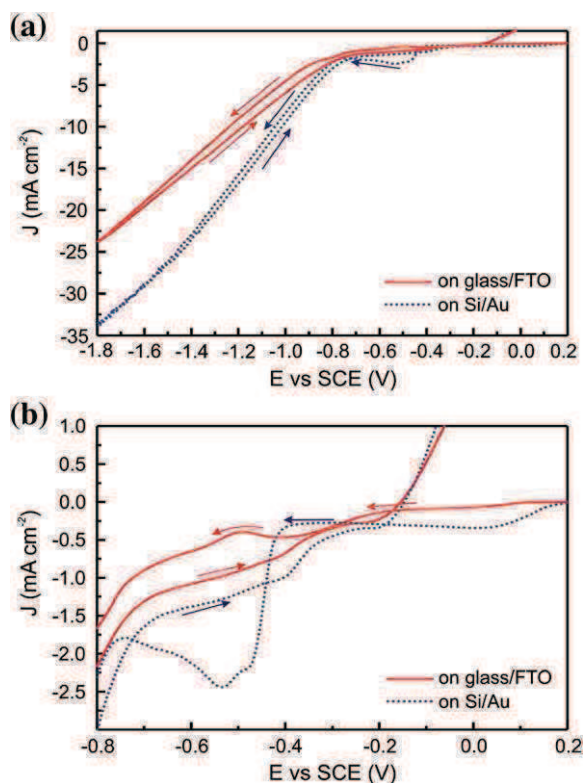 (a)
0
-5
-10
-15
-20
-25
-30
-35
J (mA cm⁻²)
on glass/FTO
on Si/Au
-1.8 -1.6 -1.4 -1.2 -1.0 -0.8 -0.6 -0.4 -0.2 0.0 0.2
E vs SCE (V)
(b)
1.0
0.5
0.0
-0.5
-1.0
-1.5
-2.0
-2.5
J (mA cm⁻²)
on glass/FTO
on Si/Au
-0.8 -0.6 -0.4 -0.2 0.0 0.2
E vs SCE (V)